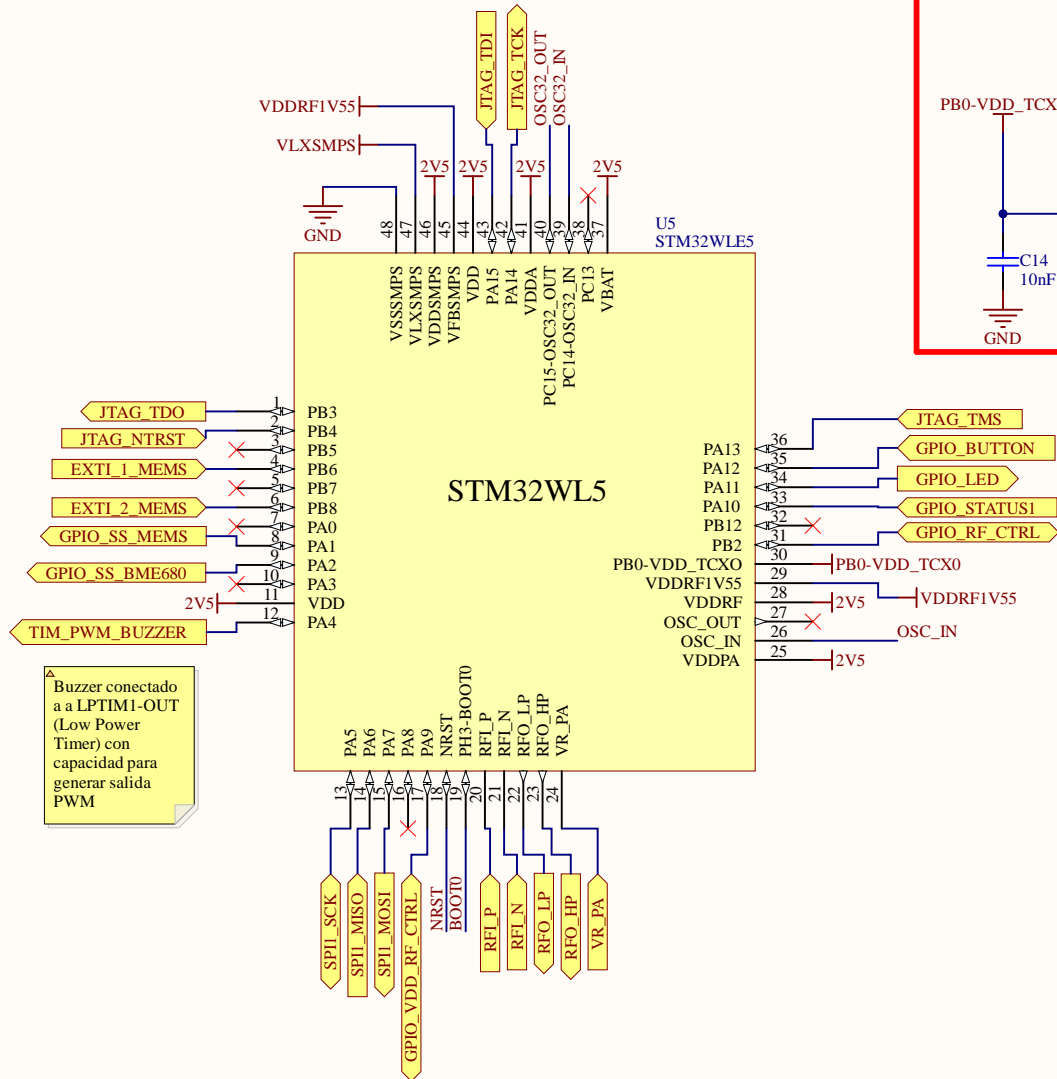 JTAG_TDI
JTAG_TCK
OSC32_OUT
OSC32_IN
VDDRF1V55
VLXSMPS
2V5
2V5
2V5
2V5
GND
48
47
46
45
44
43
42
41
40
39
38
37
U5
STM32WLE5
VSSSMPS
VLXSMPS
VDDSMPS
VFBSMPS
VDD
PA15
PA14
VDDA
PC15-OSC32_OUT
PC14-OSC32_IN
PC13
VBAT
PB0-VDD_TCX
C14
10nF
GND
JTAG_TDO 1 PB3
JTAG_NTRST 2 PB4
3 PB5
EXTI_1_MEMS 4 PB6
5 PB7
EXTI_2_MEMS 6 PB8
7 PA0
GPIO_SS_MEMS 8 PA1
GPIO_SS_BME680 9 PA2
10 PA3
2V5 11 VDD
TIM_PWM_BUZZER 12 PA4
STM32WL5
PA13 36 JTAG_TMS
PA12 35 GPIO_BUTTON
PA11 34 GPIO_LED
PA10 33 GPIO_STATUS1
PB12 32
PB2 31 GPIO_RF_CTRL
PB0-VDD_TCXO 30 PB0-VDD_TCX0
VDDRF1V55 29 VDDRF1V55
VDDRF 28 2V5
OSC_OUT 27
OSC_IN 26 OSC_IN
VDDPA 25 2V5
Buzzer conectado
a a LPTIM1-OUT
(Low Power
Timer) con
capacidad para
generar salida
PWM
PA5
PA6
PA7
PA8
PA9
NRST
PH3-BOOT0
RFI_P
RFI_N
RFO_LP
RFO_HP
VR_PA
13
14
15
16
17
18
19
20
21
22
23
24
SPI1_SCK
SPI1_MISO
SPI1_MOSI
GPIO_VDD_RF_CTRL
NRST
BOOT0
RFI_P
RFI_N
RFO_LP
RFO_HP
VR_PA